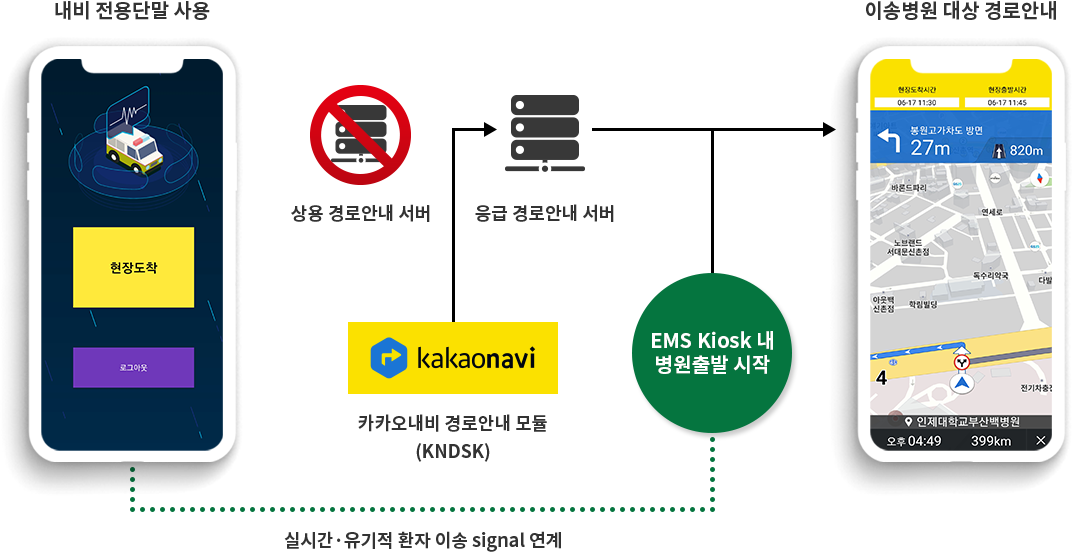 내비 전용단말 사용
현장도착
로그아웃
상용 경로안내 서버
응급 경로안내 서버
kakaonavi
카카오내비 경로안내 모듈
(KNDSK)
EMS Kiosk 내
병원출발 시작
실시간·유기적 환자 이송 signal 연계
이송병원 대상 경로안내
현장도착시간
현장출발시간
06-17 11:30
06-17 11:45
봉원고가차도 방면
27m
820m
바론드파리
연세로
노브랜드
서대문신촌점
독수리약국
다발
아웃백
신촌점
학림빌딩
4
전기차충전
인제대학교부산백병원
오후 04:49
399km